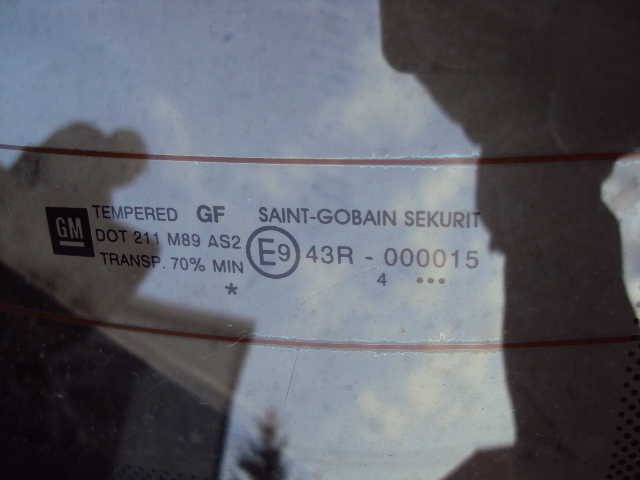 GM
TEMPERED GF SAINT-GOBAIN SEKURIT
DOT 211 M89 AS2
E9 43R - 000015
TRANSP. 70% MIN
* 4 •••